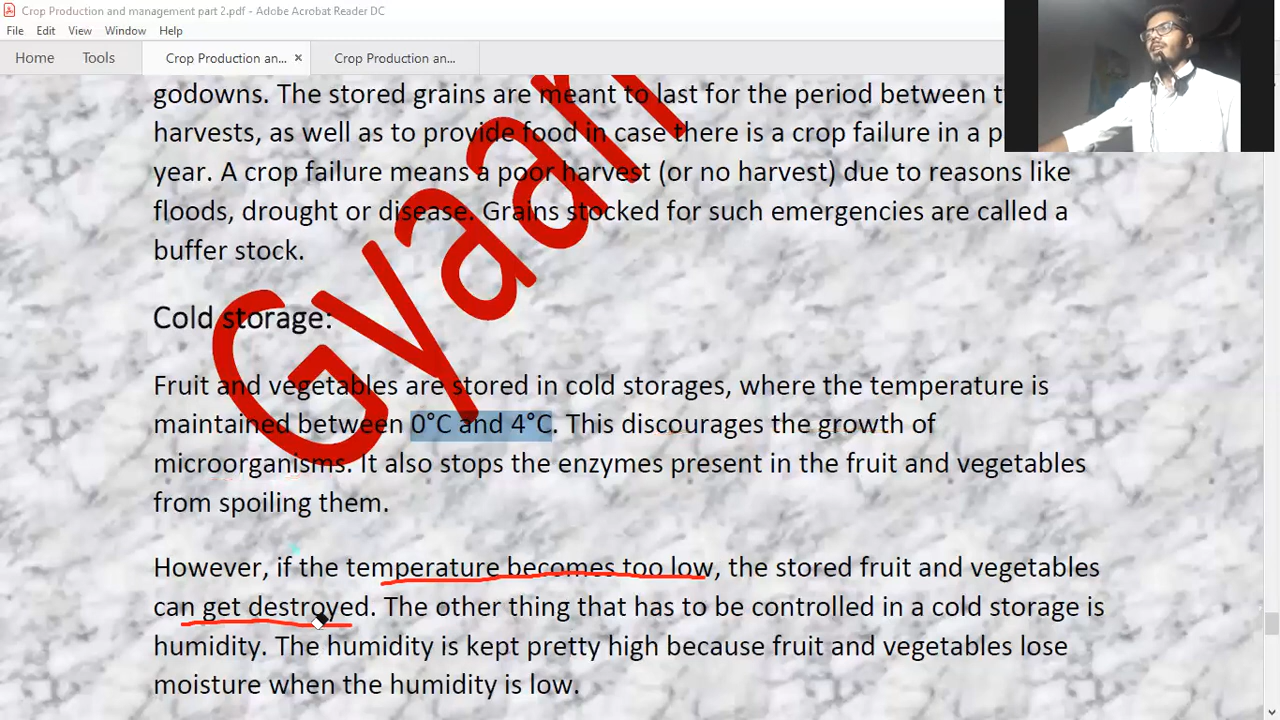 Crop Production and management part 2.pdf - Adobe Acrobat Reader DC
File Edit View Window Help
Home Tools Crop Production an... × Crop Production an...
godowns. The stored grains are meant to last for the period between
harvests, as well as to provide food in case there is a crop failure in a
year. A crop failure means a poor harvest (or no harvest) due to reasons like
floods, drought or disease. Grains stocked for such emergencies are called a
buffer stock.
Gyaan
Cold storage:
Fruit and vegetables are stored in cold storages, where the temperature is
maintained between 0°C and 4°C. This discourages the growth of
microorganisms. It also stops the enzymes present in the fruit and vegetables
from spoiling them.
However, if the temperature becomes too low, the stored fruit and vegetables
can get destroyed. The other thing that has to be controlled in a cold storage is
humidity. The humidity is kept pretty high because fruit and vegetables lose
moisture when the humidity is low.